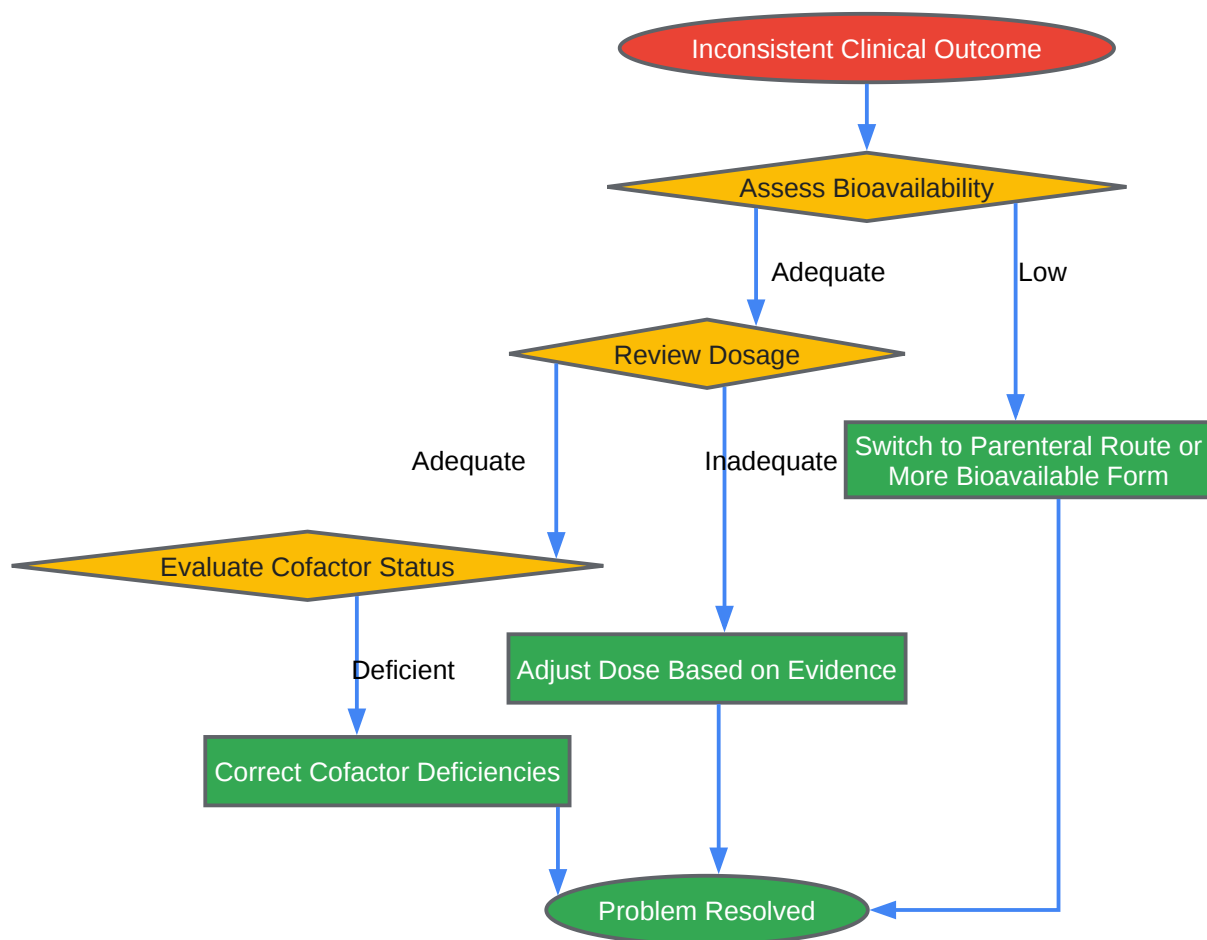 Inconsistent Clinical Outcome
Assess Bioavailability
Adequate
Low
Review Dosage
Adequate
Inadequate
Switch to Parenteral Route or
More Bioavailable Form
Evaluate Cofactor Status
Deficient
Adjust Dose Based on Evidence
Correct Cofactor Deficiencies
Problem Resolved